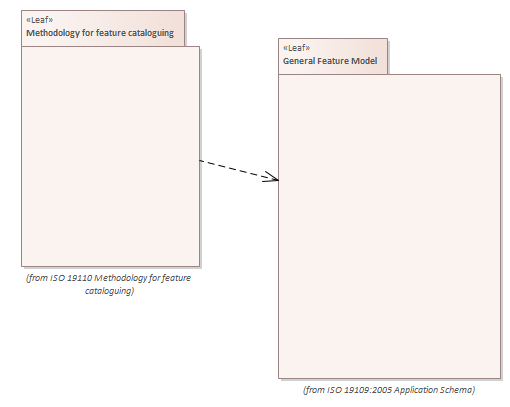 «Leaf»
Methodology for feature cataloguing
«Leaf»
General Feature Model
(from ISO 19110 Methodology for feature
cataloguing)
(from ISO 19109:2005 Application Schema)